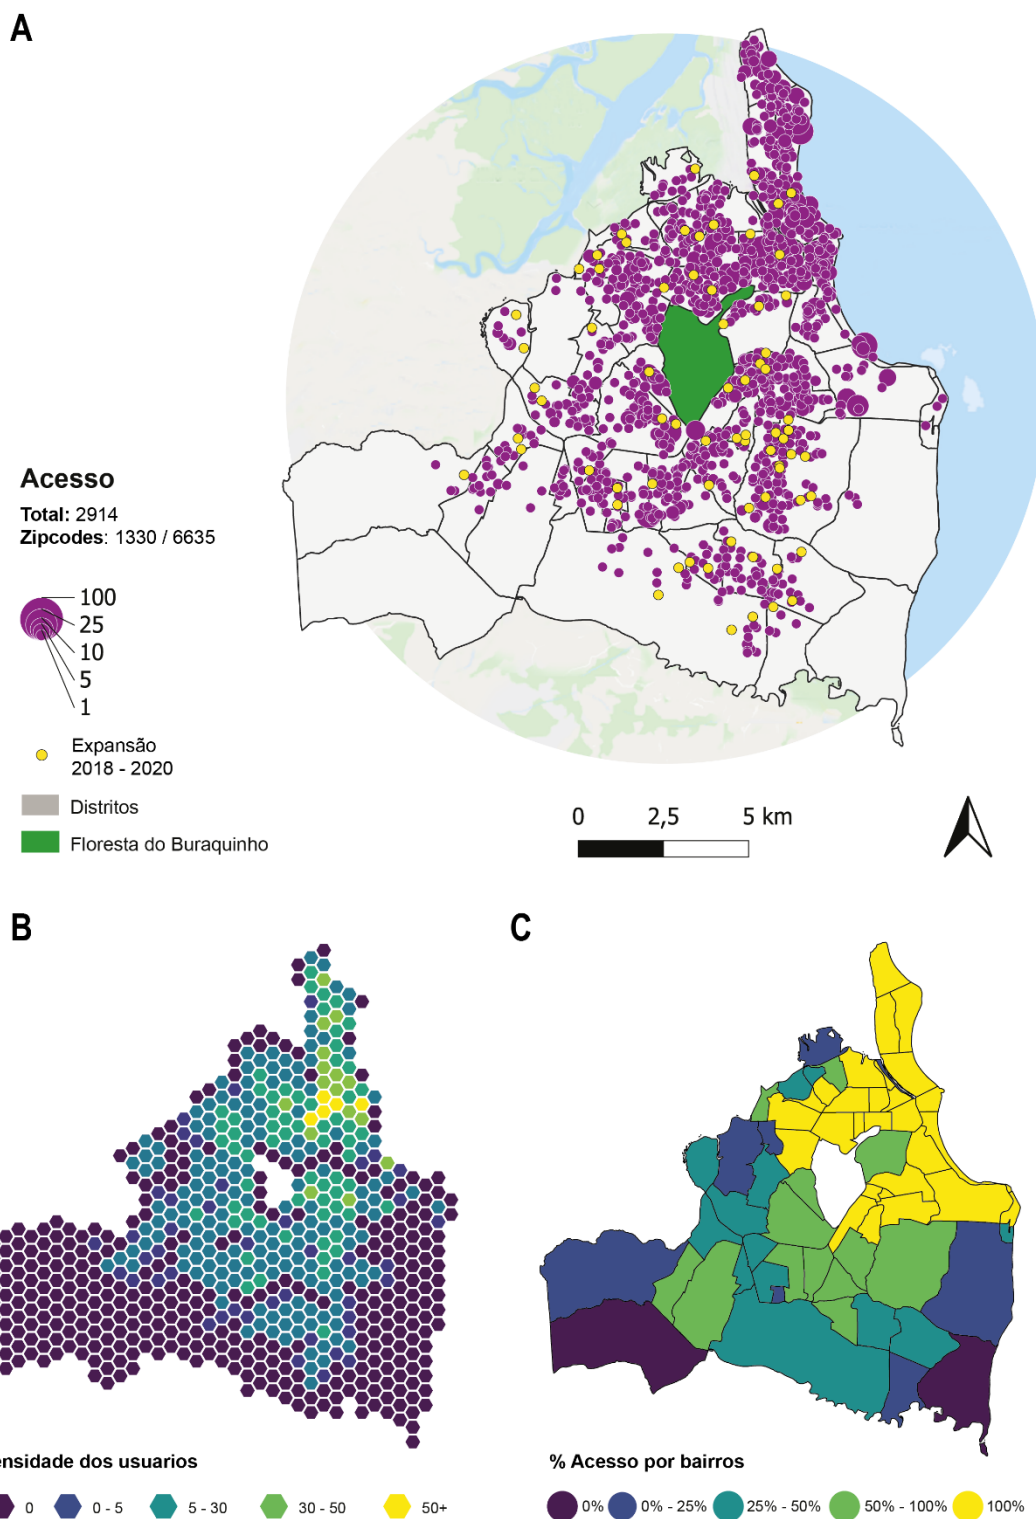 A
Acesso
Total: 2914
Zipcodes: 1330 / 6635
100
25
10
5
1
Expansão
2018 - 2020
Distritos
Floresta do Buraquinho
0 2,5 5 km
B
C
ensidade dos usuarios
0 0 - 5 5 - 30 30 - 50 50+
% Acesso por bairros
0% 0% - 25% 25% - 50% 50% - 100% 100%